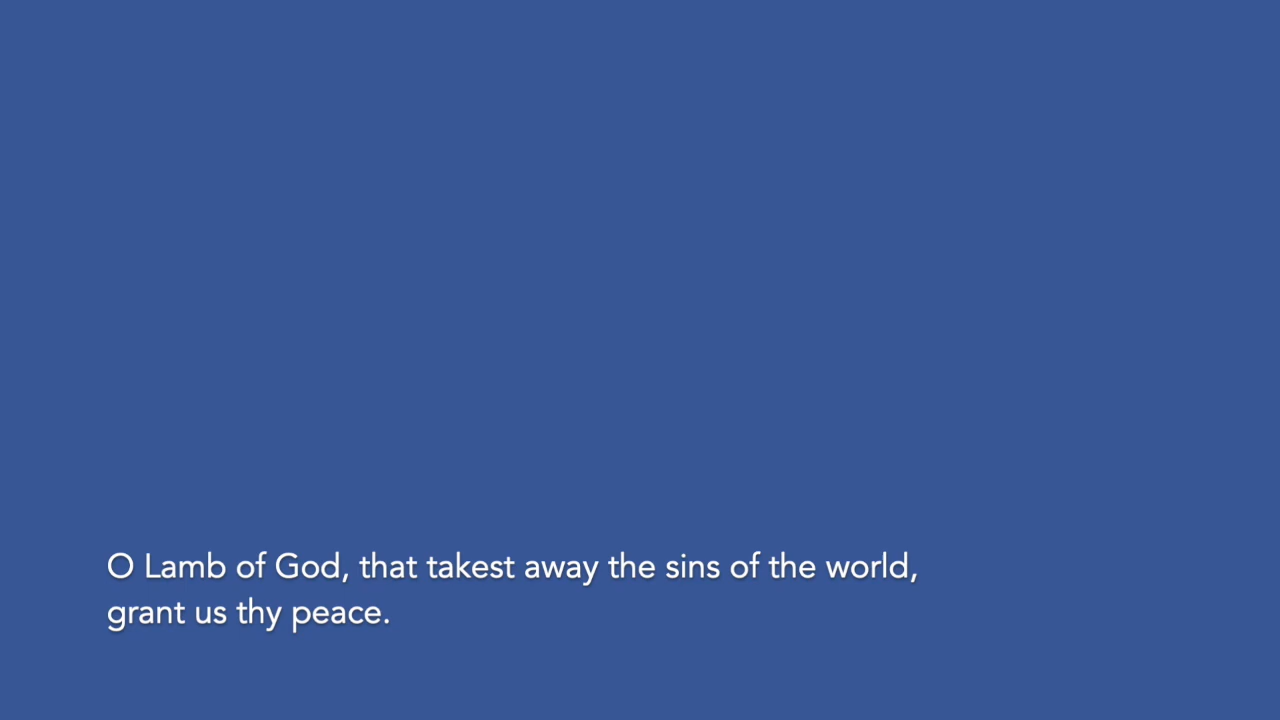 O Lamb of God, that takest away the sins of the world,
grant us thy peace.